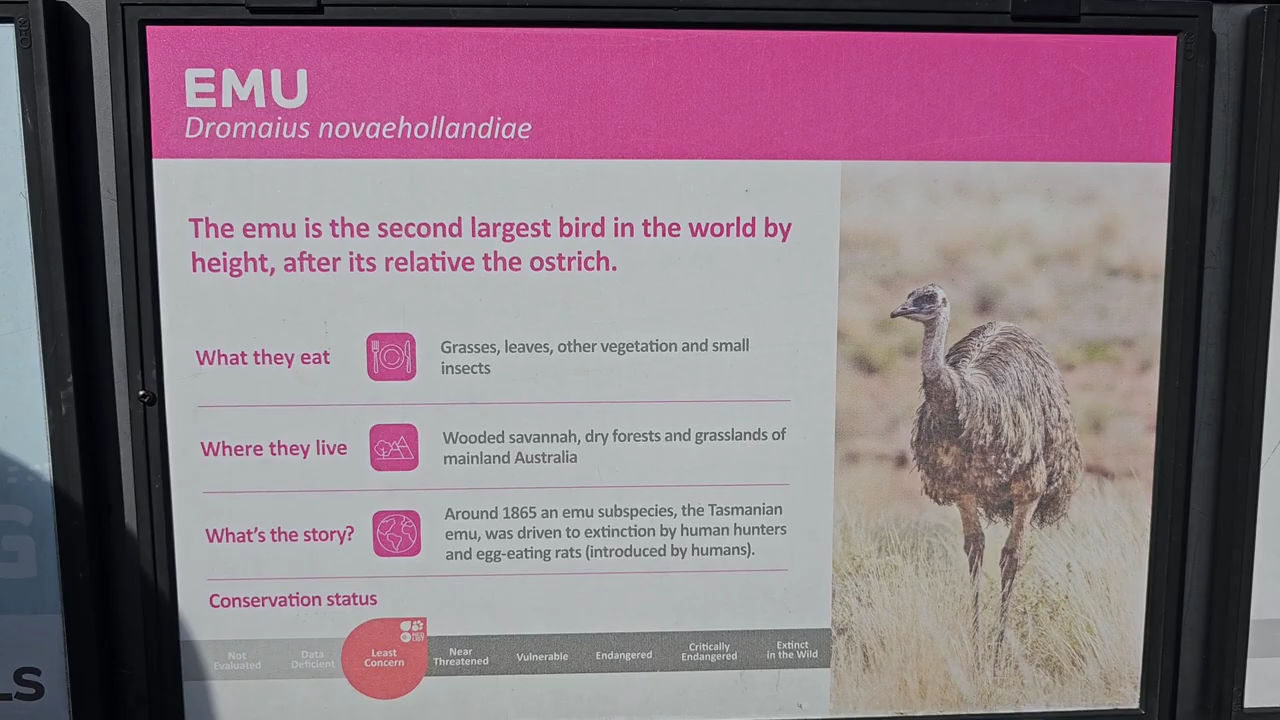 EMU
Dromaius novaehollandiae
The emu is the second largest bird in the world by
height, after its relative the ostrich.
What they eat
Grasses, leaves, other vegetation and small
insects
Where they live
Wooded savannah, dry forests and grasslands of
mainland Australia
What's the story?
Around 1865 an emu subspecies, the Tasmanian
emu, was driven to extinction by human hunters
and egg-eating rats (introduced by humans).
Conservation status
Not
Evaluated
Data
Deficient
Least
Concern
Near
Threatened
Vulnerable
Endangered
Critically
Endangered
Extinct
in the Wild
G
LS